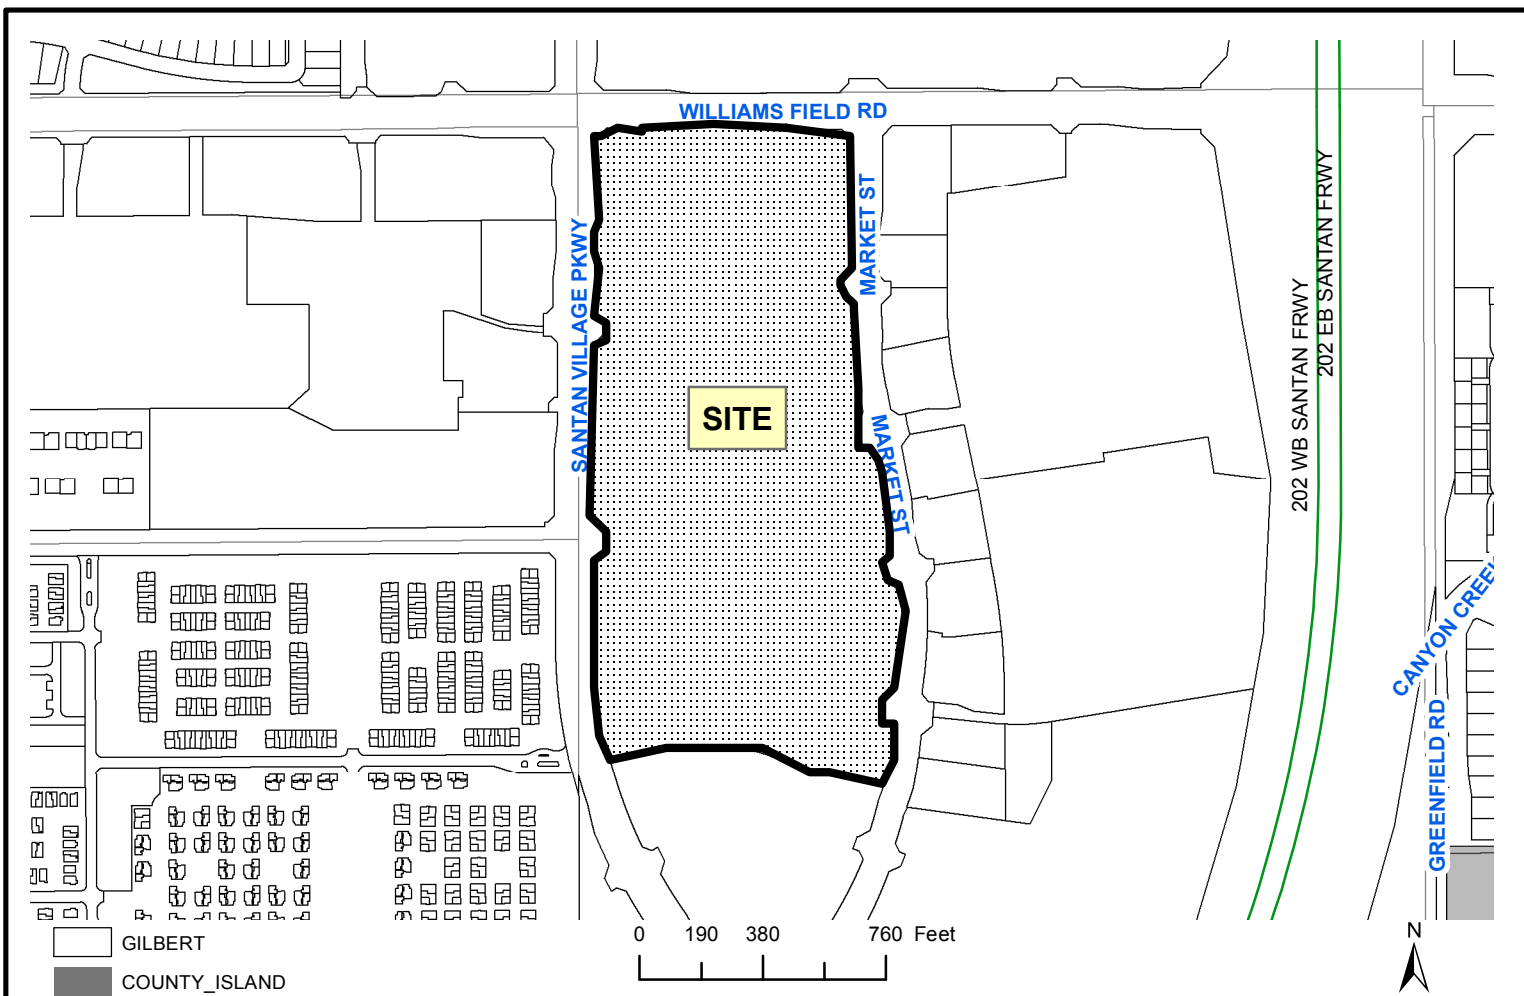 WILLIAMS FIELD RD
MARKET ST
SANTAN VILLAGE PKWY
202 EB SANTAN FRWY
202 WB SANTAN FRWY
SITE
MARKET ST
CANYON CREEK
GREENFIELD RD
GILBERT
COUNTY_ISLAND
0 190 380 760 Feet
N